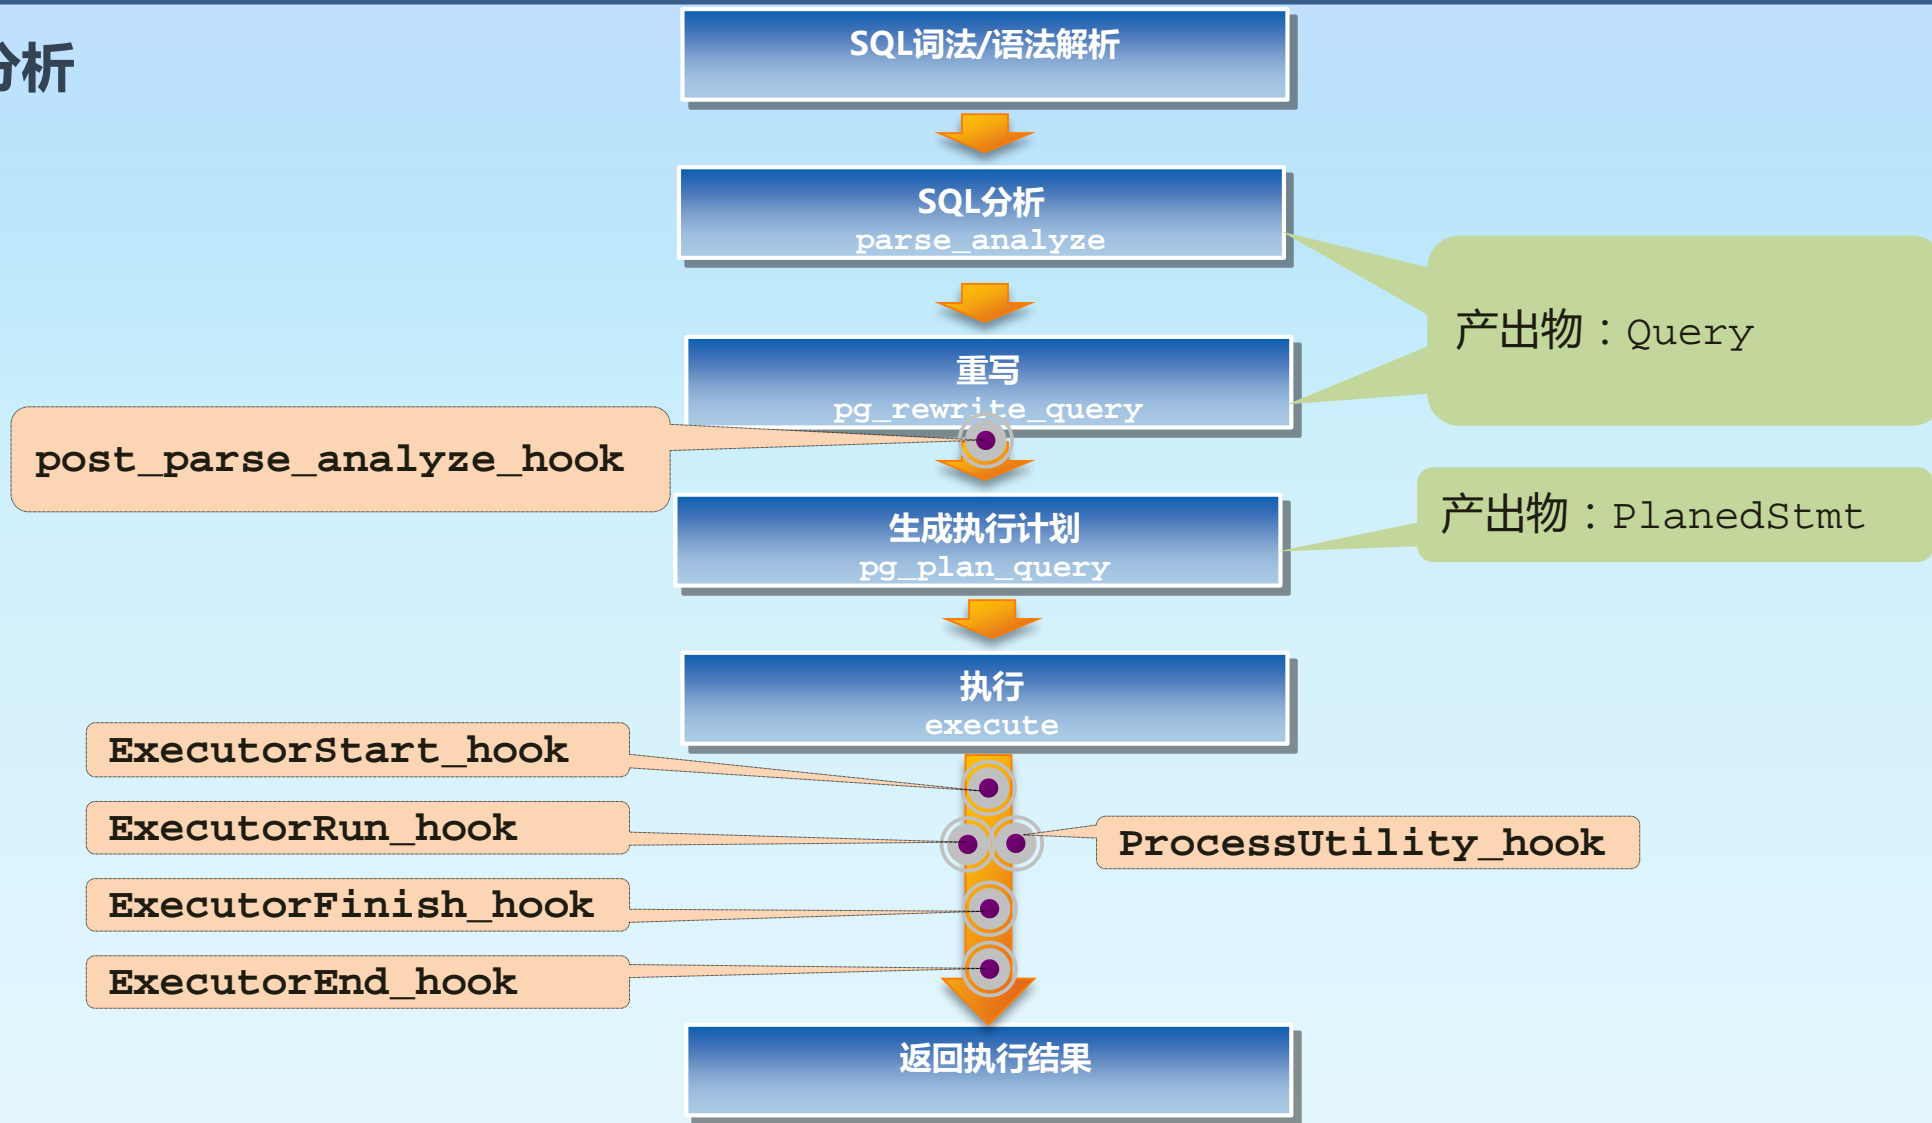 分析
SQL词法/语法解析
SQL分析
parse_analyze
产出物：Query
重写
pg_rewrite_query
post_parse_analyze_hook
生成执行计划
pg_plan_query
产出物：PlanedStmt
执行
execute
ExecutorStart_hook
ExecutorRun_hook
ProcessUtility_hook
ExecutorFinish_hook
ExecutorEnd_hook
返回执行结果